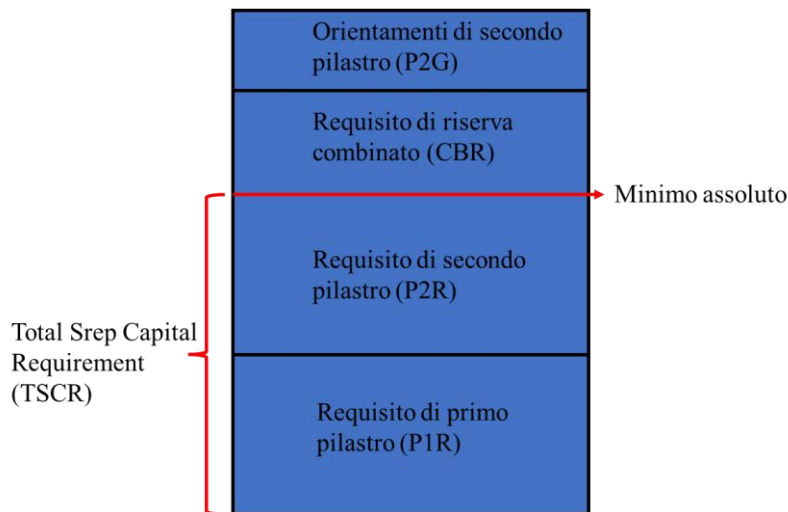 Orientamenti di secondo
pilastro (P2G)
Requisito di riserva
combinato (CBR)
Minimo assoluto
Requisito di secondo
pilastro (P2R)
Total Srep Capital
Requirement
(TSCR)
Requisito di primo
pilastro (P1R)